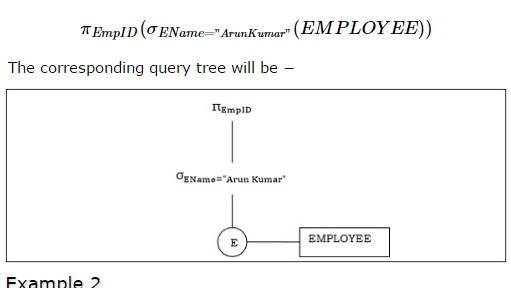 π EmpID (σ EName="ArunKumar" (EMPLOYEE))
The corresponding query tree will be −
ΠEmpID
σEName="Arun Kumar"
E EMPLOYEE
Example 2